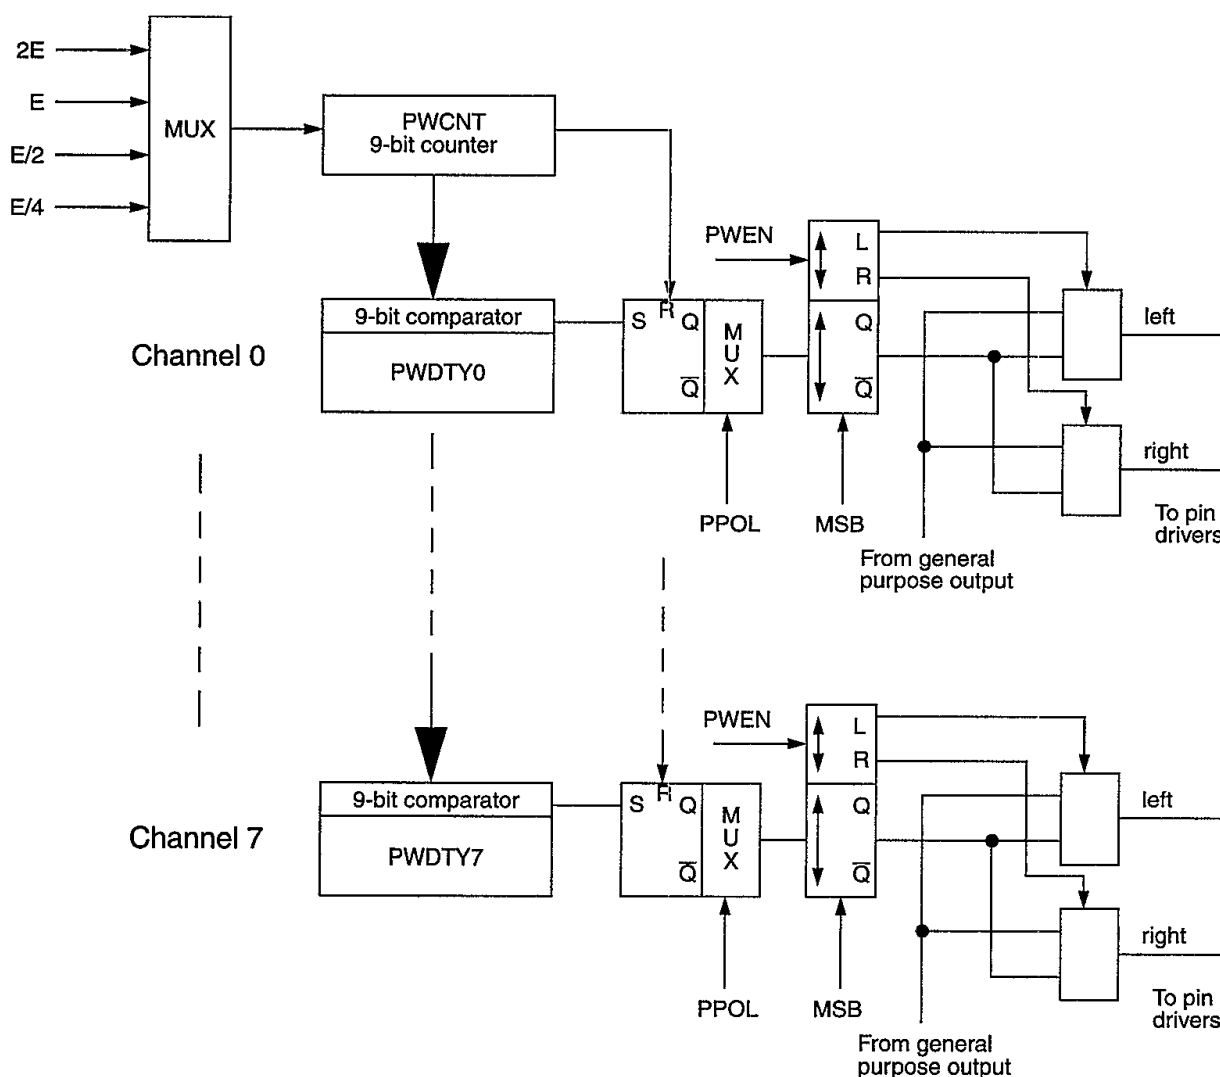 2E
E
E/2
E/4
MUX
PWCNT
9-bit counter
PWEN
L
R
9-bit comparator
PWDTY0
Channel 0
S
R
Q
Q̅
MUX
Q
Q̅
left
right
PPOL
MSB
To pin
drivers
From general
purpose output
PWEN
L
R
9-bit comparator
PWDTY7
Channel 7
S
R
Q
Q̅
MUX
Q
Q̅
left
right
PPOL
MSB
To pin
drivers
From general
purpose output